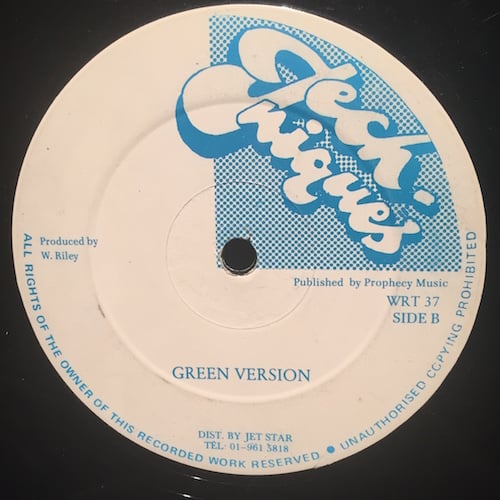 Tech-
niques
Produced by
W. Riley
Published by Prophecy Music
WRT 37
SIDE B
GREEN VERSION
DIST. BY JET STAR
TEL: 01–961 3818
ALL RIGHTS OF THE OWNER OF THIS RECORDED WORK RESERVED ● UNAUTHORISED COPYING PROHIBITED